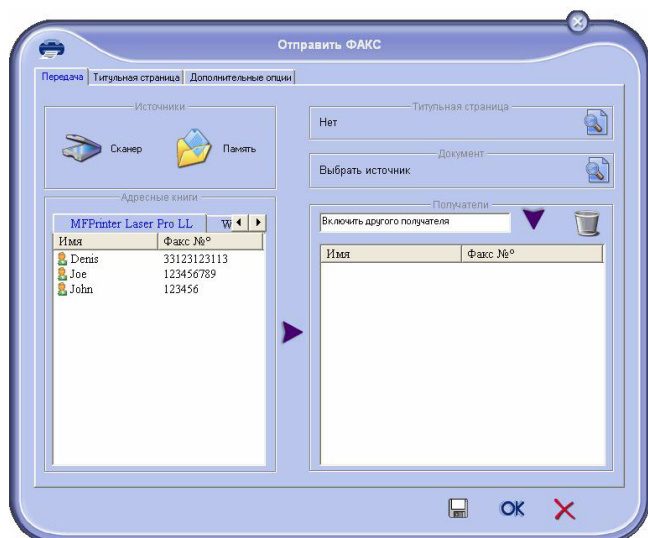 Отправить ФАКС
Передача Титульная страница Дополнительные опции
Источники
Сканер Память
Адресные книги
MFPrinter Laser Pro LL W
Имя Факс №°
Denis 33123123113
Joe 123456789
John 123456
Титульная страница
Нет
Документ
Выбрать источник
Получатели
Включить другого получателя
Имя Факс №°
OK